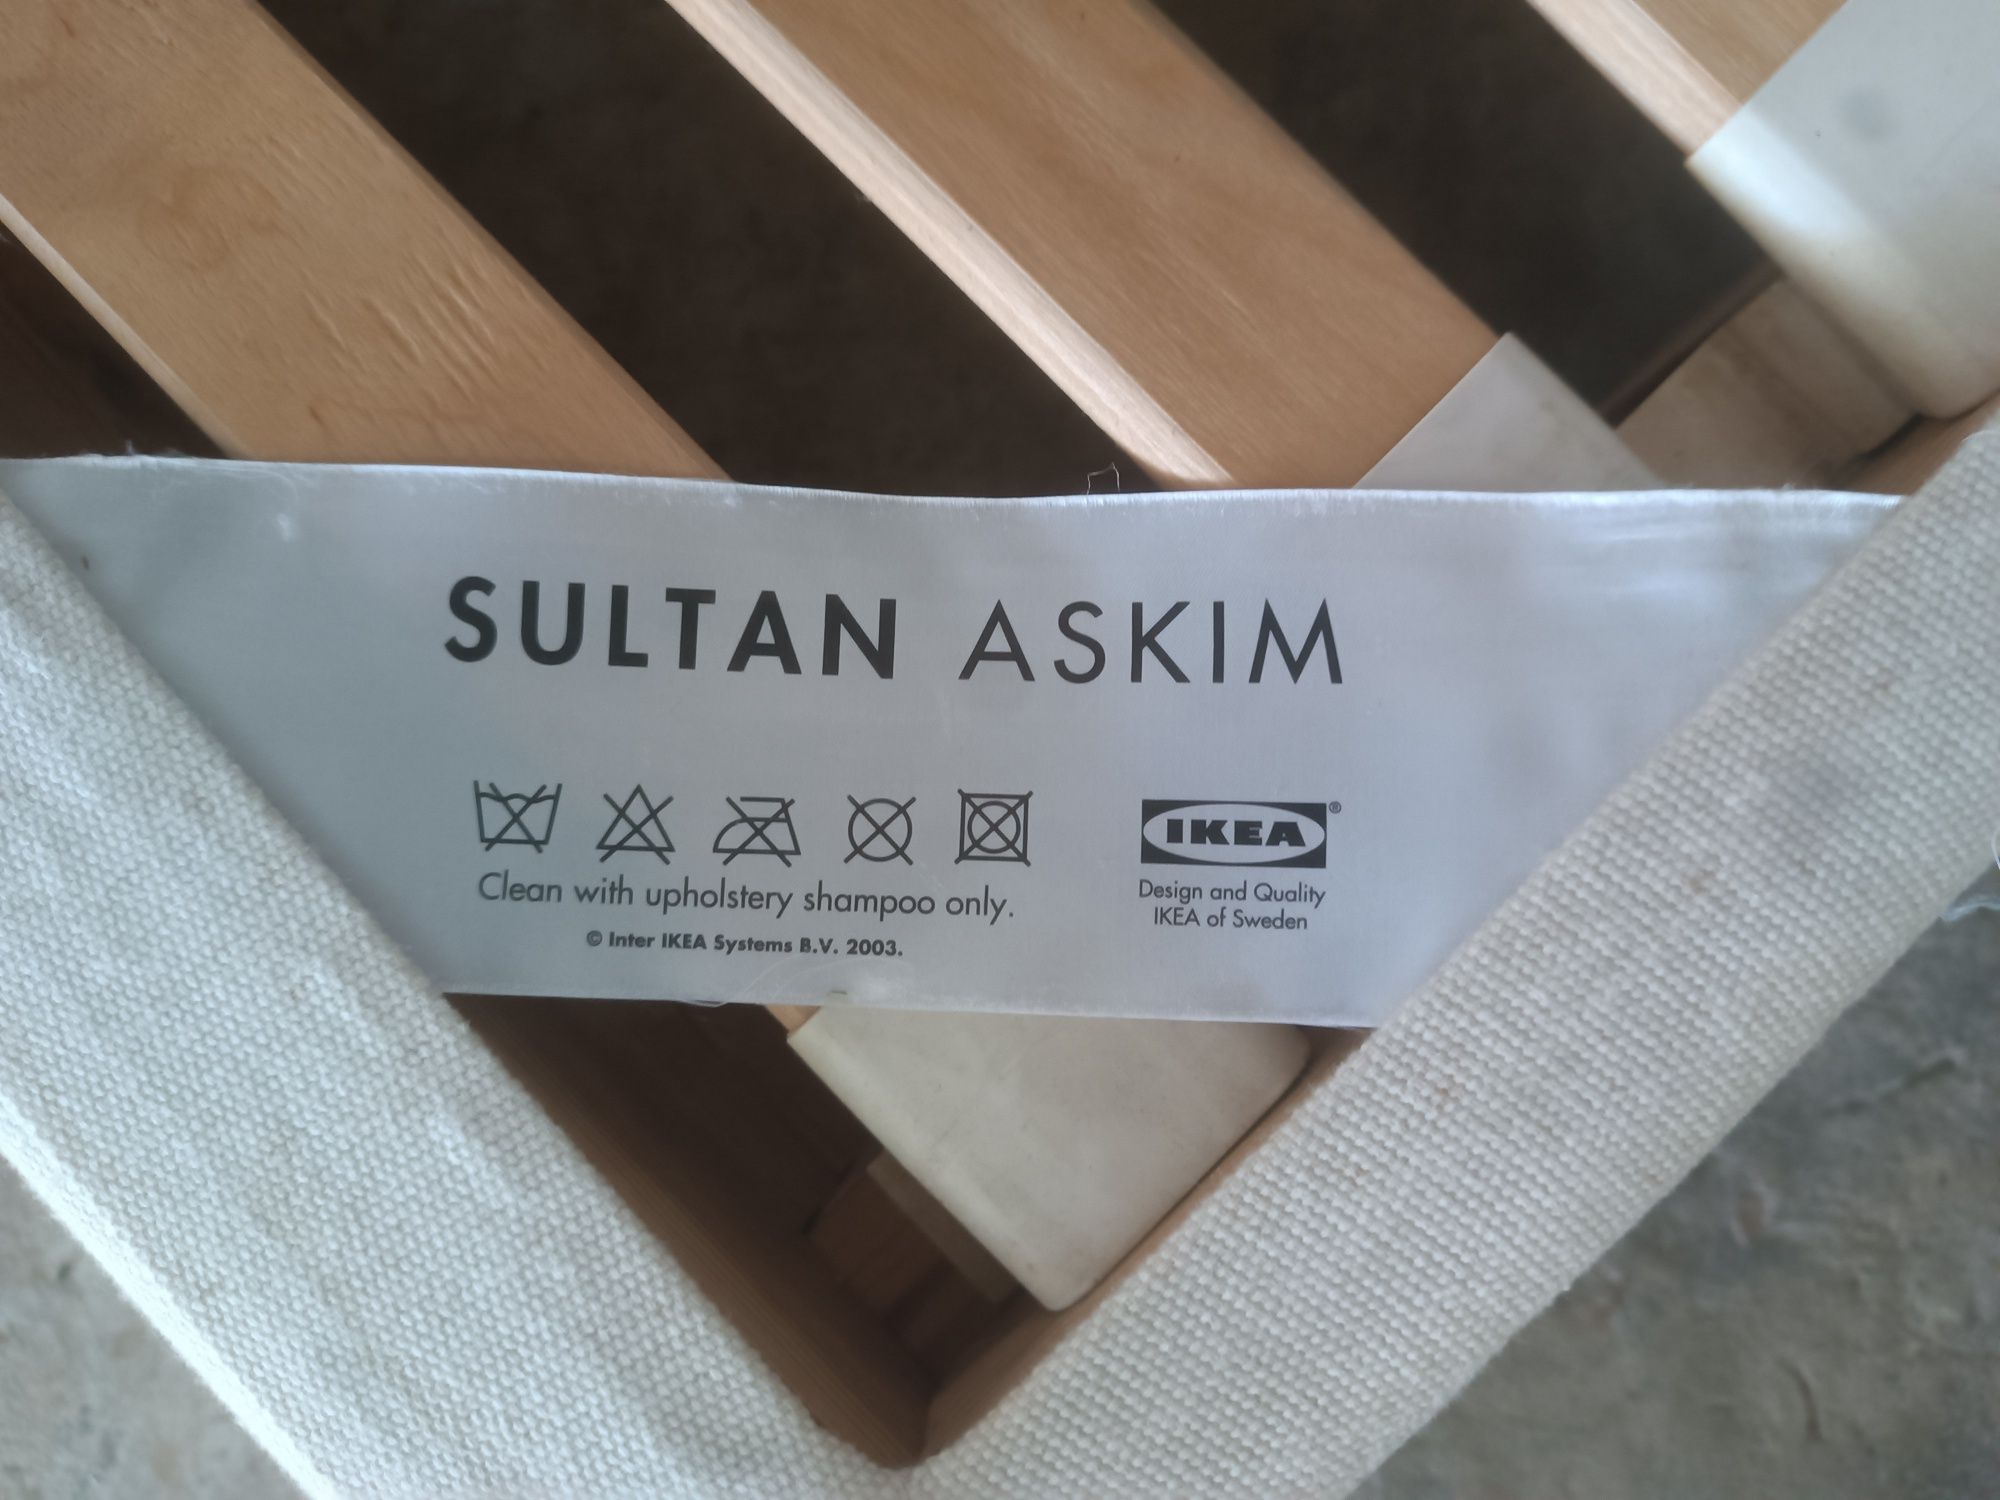 SULTAN ASKIM
Clean with upholstery shampoo only.
© Inter IKEA Systems B.V. 2003.
IKEA®
Design and Quality
IKEA of Sweden